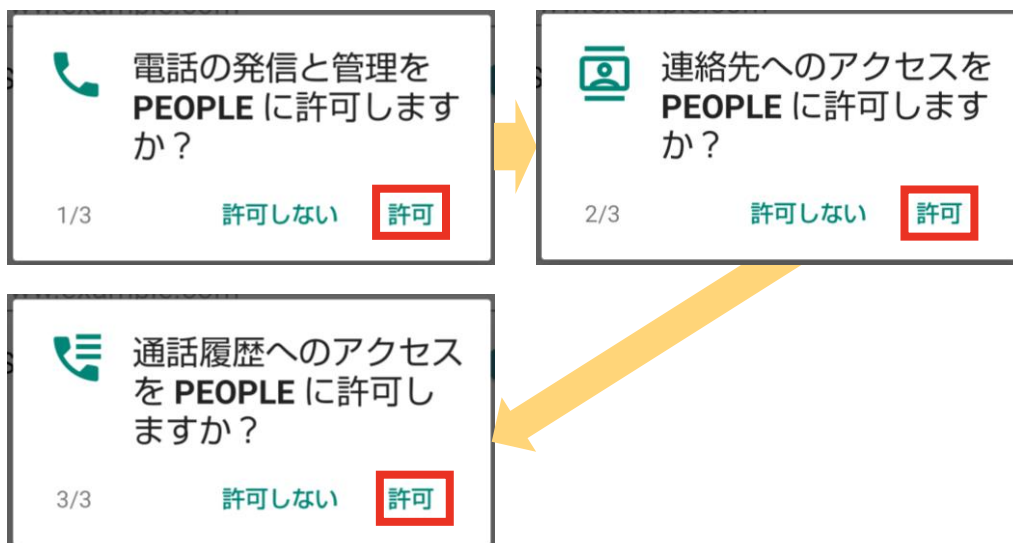 電話の発信と管理を
PEOPLE に許可します
か？
1/3 許可しない 許可
連絡先へのアクセスを
PEOPLE に許可します
か？
2/3 許可しない 許可
通話履歴へのアクセス
を PEOPLE に許可し
ますか？
3/3 許可しない 許可